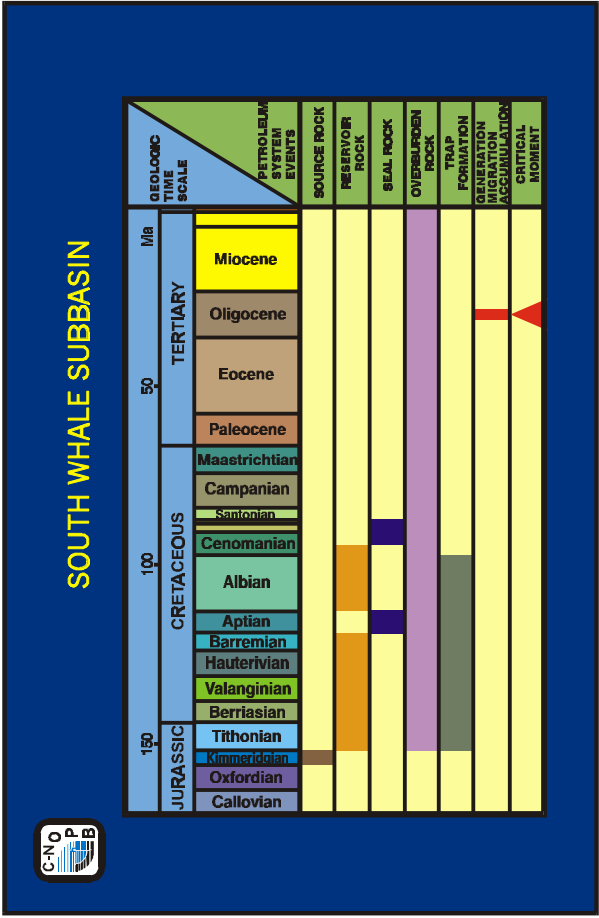 SOUTH WHALE SUBBASIN
GEOLOGIC
TIME
SCALE
PETROLEUM
SYSTEM
EVENTS
SOURCE ROCK
RESERVOIR
ROCK
SEAL ROCK
OVERBURDEN
ROCK
TRAP
FORMATION
GENERATION
MIGRATION
ACCUMULATION
CRITICAL
MOMENT
Ma
50
100
150
TERTIARY
CRETACEOUS
JURASSIC
Miocene
Oligocene
Eocene
Paleocene
Maastrichtian
Campanian
Santonian
Cenomanian
Albian
Aptian
Barremian
Hauterivian
Valanginian
Berriasian
Tithonian
Kimmeridgian
Oxfordian
Callovian
C-NOPB